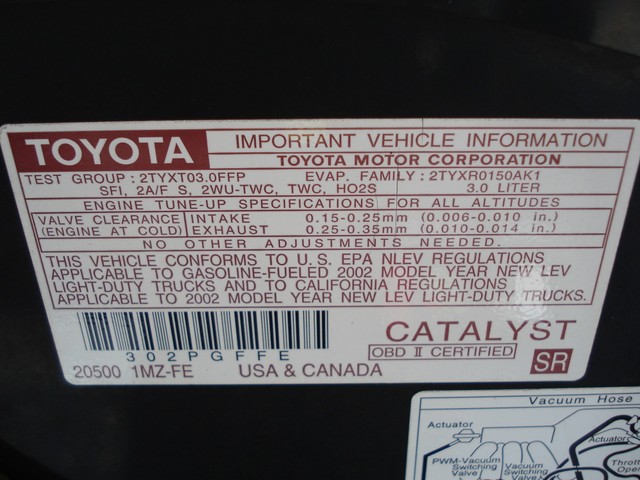 TOYOTA IMPORTANT VEHICLE INFORMATION
TOYOTA MOTOR CORPORATION
TEST GROUP : 2TYXT03.0FFP EVAP. FAMILY : 2TYXR0150AK1
SFI, 2A/F S, 2WU-TWC, TWC, HO2S 3.0 LITER
ENGINE TUNE-UP SPECIFICATIONS FOR ALL ALTITUDES
VALVE CLEARANCE INTAKE 0.15-0.25mm (0.006-0.010 in.)
(ENGINE AT COLD) EXHAUST 0.25-0.35mm (0.010-0.014 in.)
NO OTHER ADJUSTMENTS NEEDED.
THIS VEHICLE CONFORMS TO U.S. EPA NLEV REGULATIONS
APPLICABLE TO GASOLINE-FUELED 2002 MODEL YEAR NEW LEV
LIGHT-DUTY TRUCKS AND TO CALIFORNIA REGULATIONS
APPLICABLE TO 2002 MODEL YEAR NEW LEV LIGHT-DUTY TRUCKS.
CATALYST
302PGFFE
OBD II CERTIFIED
SR
20500 1MZ-FE USA & CANADA
Vacuum Hose
Actuator
Actuator
PWM-Vacuum
Switching
Valve
Vacuum
Switching
Valve